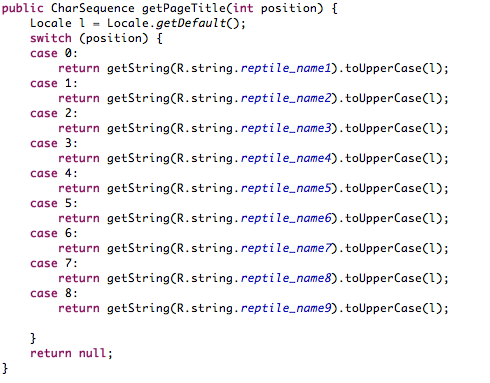 public CharSequence getPageTitle(int position) {
    Locale l = Locale.getDefault();
    switch (position) {
    case 0:
        return getString(R.string.reptile_name1).toUpperCase(l);
    case 1:
        return getString(R.string.reptile_name2).toUpperCase(l);
    case 2:
        return getString(R.string.reptile_name3).toUpperCase(l);
    case 3:
        return getString(R.string.reptile_name4).toUpperCase(l);
    case 4:
        return getString(R.string.reptile_name5).toUpperCase(l);
    case 5:
        return getString(R.string.reptile_name6).toUpperCase(l);
    case 6:
        return getString(R.string.reptile_name7).toUpperCase(l);
    case 7:
        return getString(R.string.reptile_name8).toUpperCase(l);
    case 8:
        return getString(R.string.reptile_name9).toUpperCase(l);

    }
    return null;
}